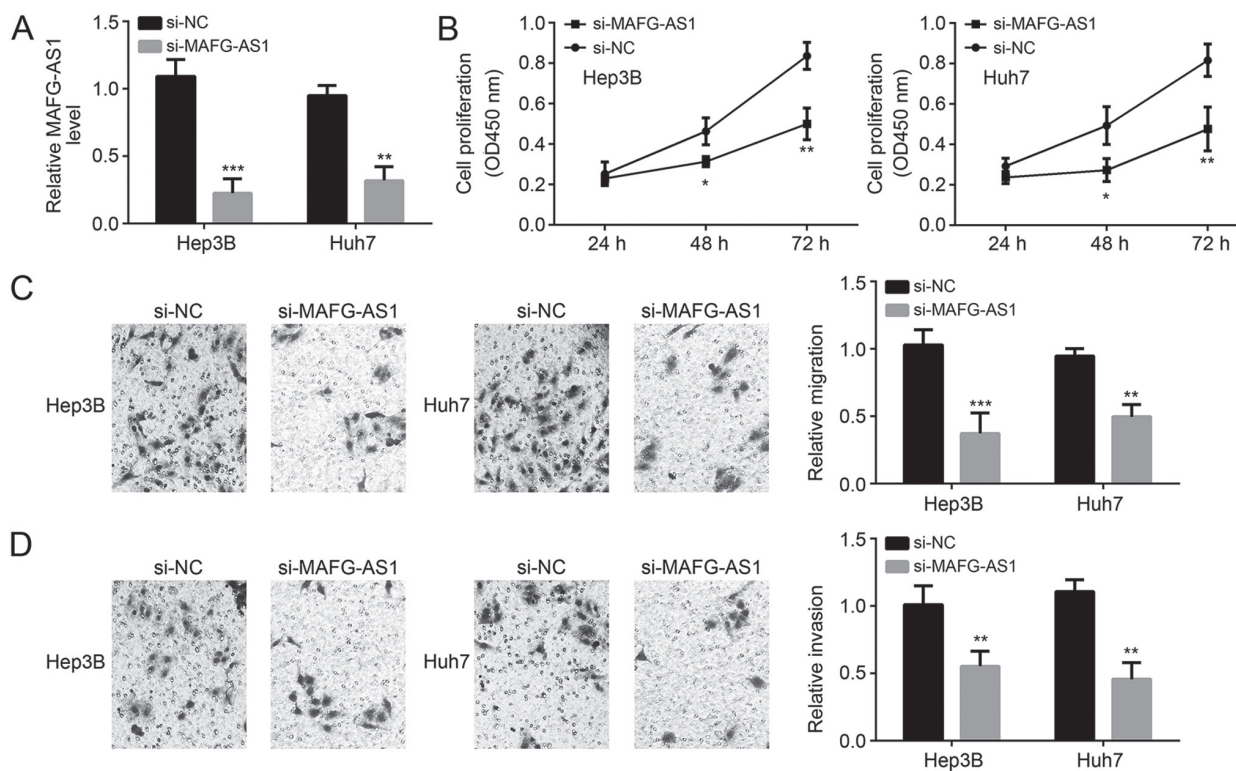 A
Relative MAFG-AS1
level
1.5
1.0
0.5
0.0
si-NC
si-MAFG-AS1
***
**
Hep3B
Huh7
B
Cell proliferation
(OD450 nm)
1.0
0.8
0.6
0.4
0.2
0.0
si-MAFG-AS1
si-NC
Hep3B
*
**
24 h
48 h
72 h
Cell proliferation
(OD450 nm)
1.0
0.8
0.6
0.4
0.2
0.0
si-MAFG-AS1
si-NC
Huh7
*
**
24 h
48 h
72 h
C
si-NC
si-MAFG-AS1
si-NC
si-MAFG-AS1
Hep3B
Huh7
Relative migration
1.5
1.0
0.5
0.0
si-NC
si-MAFG-AS1
***
**
Hep3B
Huh7
D
si-NC
si-MAFG-AS1
si-NC
si-MAFG-AS1
Hep3B
Huh7
Relative invasion
1.5
1.0
0.5
0.0
si-NC
si-MAFG-AS1
**
**
Hep3B
Huh7